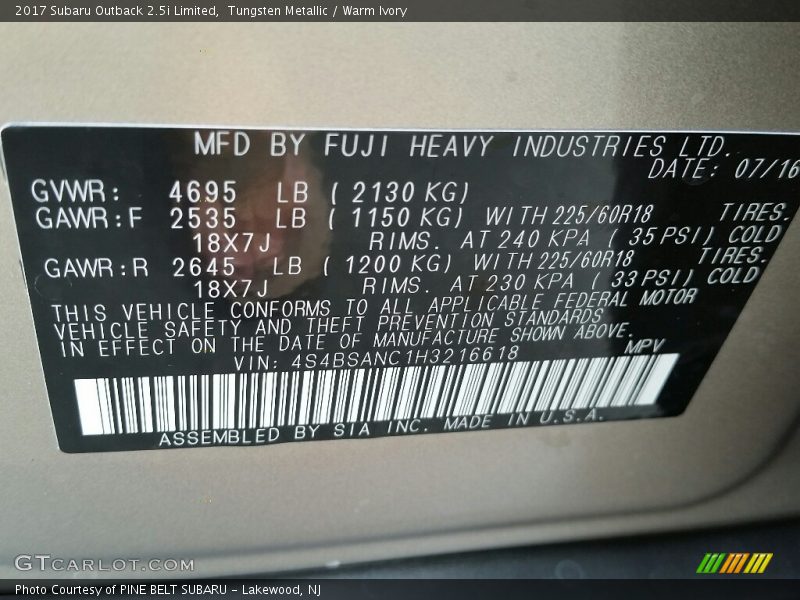 2017 Subaru Outback 2.5i Limited,  Tungsten Metallic / Warm Ivory
MFD BY FUJI HEAVY INDUSTRIES LTD.
DATE: 07/16
GVWR: 4695 LB ( 2130 KG)
GAWR:F 2535 LB ( 1150 KG) WITH 225/60R18 TIRES.
18X7J RIMS. AT 240 KPA ( 35 PSI) COLD
GAWR:R 2645 LB ( 1200 KG) WITH 225/60R18 TIRES.
18X7J RIMS. AT 230 KPA ( 33 PSI) COLD
THIS VEHICLE CONFORMS TO ALL APPLICABLE FEDERAL MOTOR
VEHICLE SAFETY AND THEFT PREVENTION STANDARDS
IN EFFECT ON THE DATE OF MANUFACTURE SHOWN ABOVE.
VIN: 4S4BSANC1H3216618 MPV
ASSEMBLED BY SIA INC. MADE IN U.S.A.
GTCARLOT.COM
Photo Courtesy of PINE BELT SUBARU - Lakewood, NJ